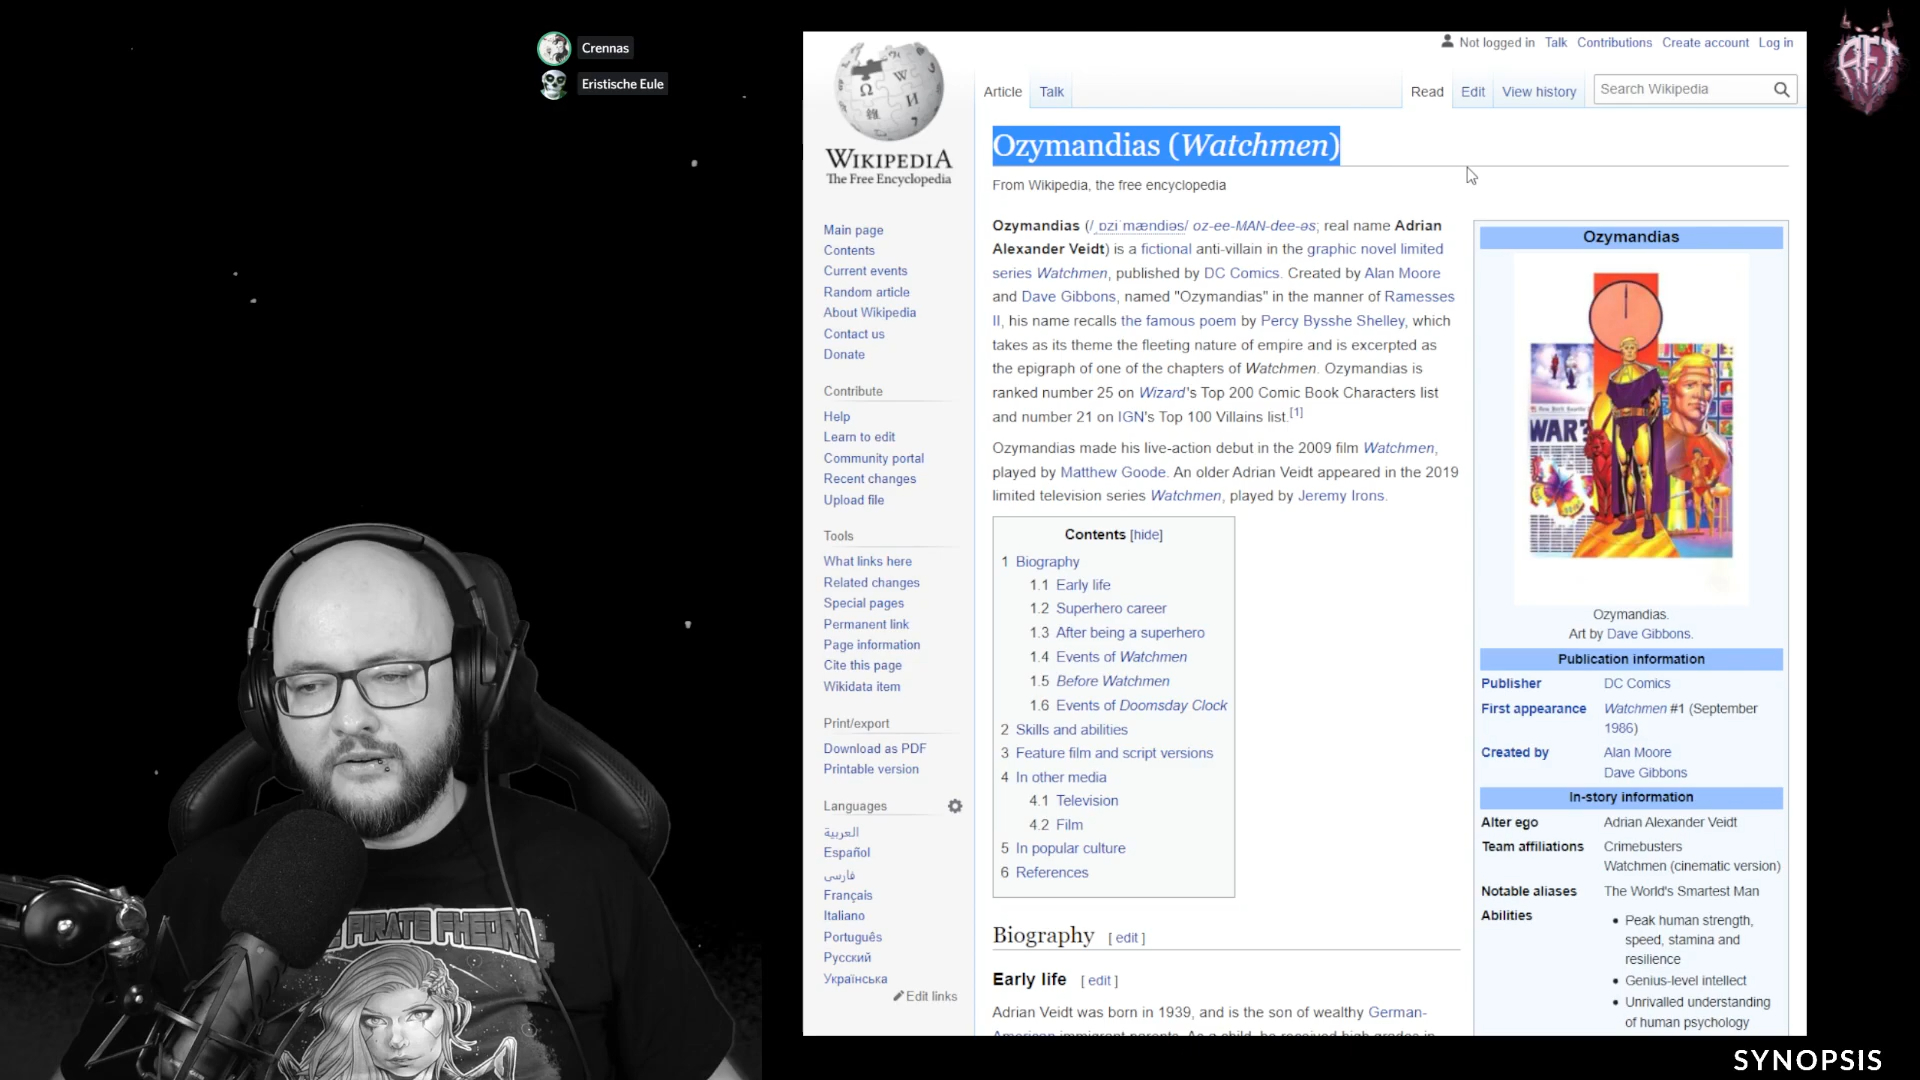 Crennas
Eristische Eule
Not logged in Talk Contributions Create account Log in
Article Talk
Read Edit View history
Search Wikipedia
WIKIPEDIA
The Free Encyclopedia
Main page
Contents
Current events
Random article
About Wikipedia
Contact us
Donate
Contribute
Help
Learn to edit
Community portal
Recent changes
Upload file
Tools
What links here
Related changes
Special pages
Permanent link
Page information
Cite this page
Wikidata item
Print/export
Download as PDF
Printable version
Languages
العربية
Español
فارسی
Français
Italiano
Português
Русский
Українська
Edit links
Ozymandias (Watchmen)
From Wikipedia, the free encyclopedia
Ozymandias (/ˌɒziˈmændiəs/ oz-ee-MAN-dee-əs; real name Adrian
Alexander Veidt) is a fictional anti-villain in the graphic novel limited
series Watchmen, published by DC Comics. Created by Alan Moore
and Dave Gibbons, named "Ozymandias" in the manner of Ramesses
II, his name recalls the famous poem by Percy Bysshe Shelley, which
takes as its theme the fleeting nature of empire and is excerpted as
the epigraph of one of the chapters of Watchmen. Ozymandias is
ranked number 25 on Wizard's Top 200 Comic Book Characters list
and number 21 on IGN's Top 100 Villains list.[1]
Ozymandias made his live-action debut in the 2009 film Watchmen,
played by Matthew Goode. An older Adrian Veidt appeared in the 2019
limited television series Watchmen, played by Jeremy Irons.
Contents [hide]
1 Biography
1.1 Early life
1.2 Superhero career
1.3 After being a superhero
1.4 Events of Watchmen
1.5 Before Watchmen
1.6 Events of Doomsday Clock
2 Skills and abilities
3 Feature film and script versions
4 In other media
4.1 Television
4.2 Film
5 In popular culture
6 References
Biography [ edit ]
Early life [ edit ]
Adrian Veidt was born in 1939, and is the son of wealthy German-
American immigrant parents. As a child, he received high grades in
Ozymandias
WAR?
Ozymandias.
Art by Dave Gibbons.
Publication information
Publisher DC Comics
First appearance Watchmen #1 (September
1986)
Created by Alan Moore
Dave Gibbons
In-story information
Alter ego Adrian Alexander Veidt
Team affiliations Crimebusters
Watchmen (cinematic version)
Notable aliases The World's Smartest Man
Abilities
• Peak human strength,
speed, stamina and
resilience
• Genius-level intellect
• Unrivalled understanding
of human psychology
SYNOPSIS